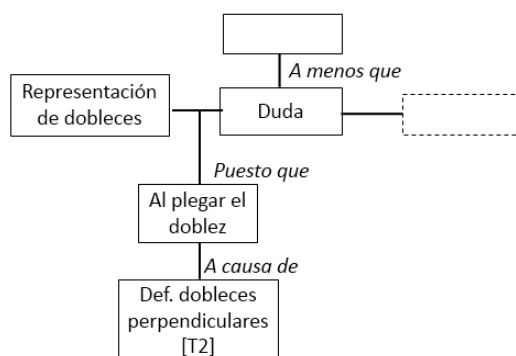 A menos que
Representación
de dobleces
Duda
Puesto que
Al plegar el
doblez
A causa de
Def. dobleces
perpendiculares
[T2]